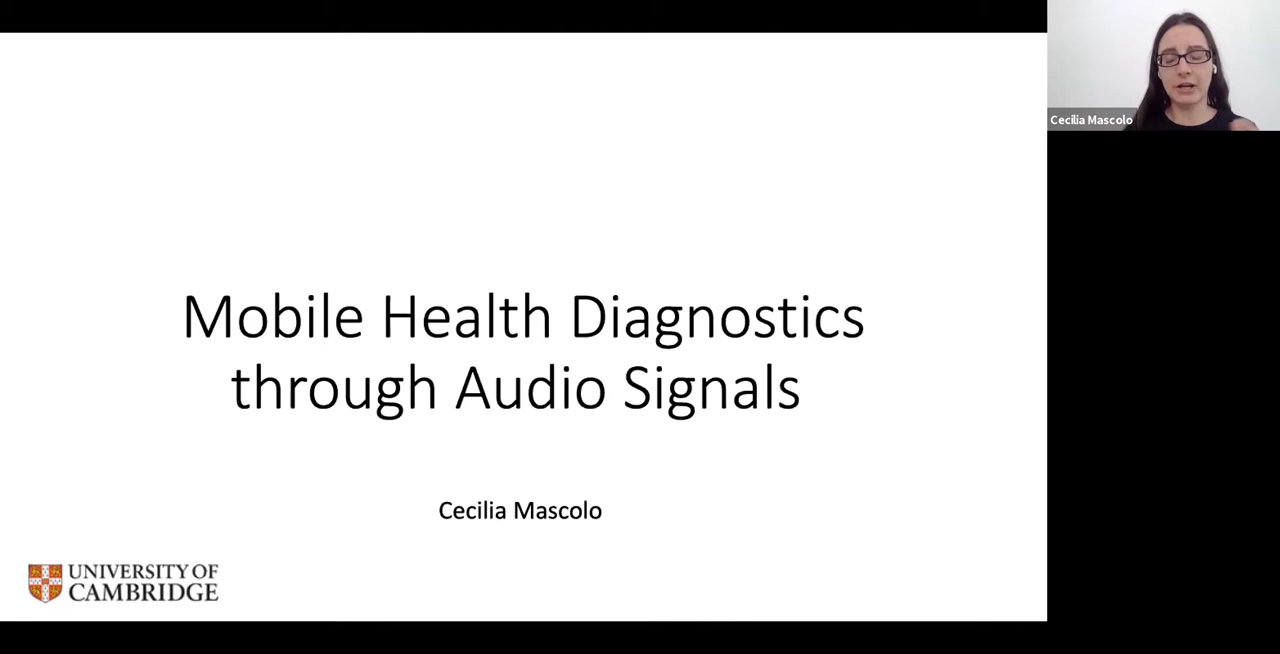 Mobile Health Diagnostics
through Audio Signals
Cecilia Mascolo
UNIVERSITY OF
CAMBRIDGE
Cecilia Mascolo